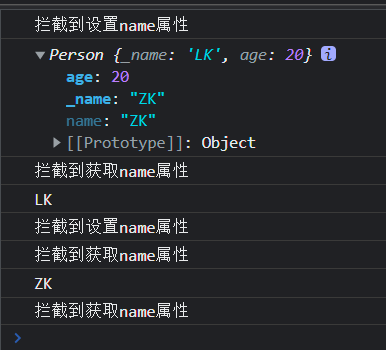 拦截到设置name属性
Person {_name: 'LK', age: 20} i
age: 20
_name: "ZK"
name: "ZK"
[[Prototype]]: Object
拦截到获取name属性
LK
拦截到设置name属性
拦截到获取name属性
ZK
拦截到获取name属性